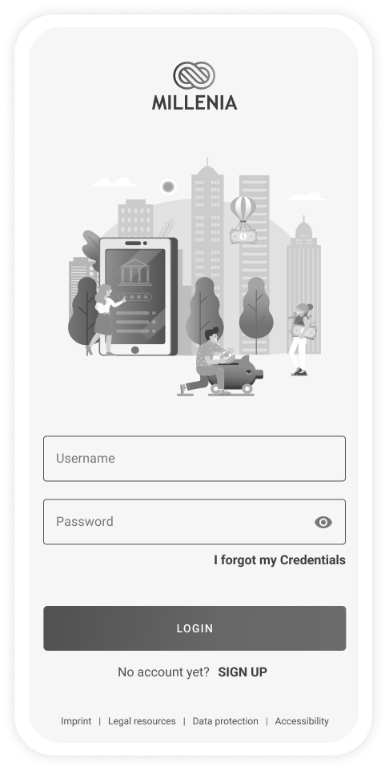 MILLENIA
Username
Password
I forgot my Credentials
LOGIN
No account yet? SIGN UP
Imprint | Legal resources | Data protection | Accessibility